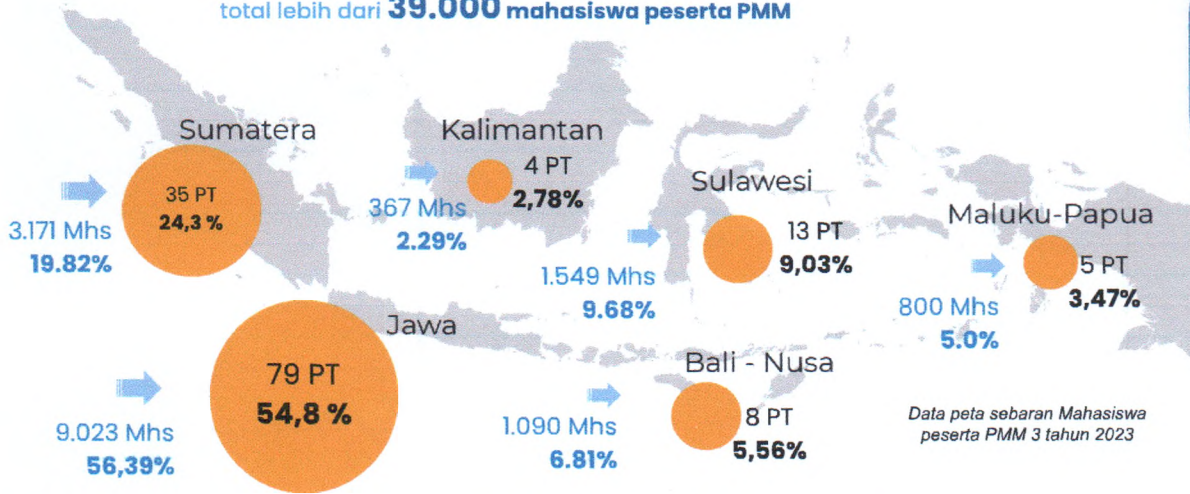 total lebih dari 39.000 mahasiswa peserta PMM
Sumatera
35 PT
24,3 %
3.171 Mhs
19.82%
Kalimantan
4 PT
2,78%
367 Mhs
2.29%
Sulawesi
13 PT
9,03%
1.549 Mhs
9.68%
Maluku-Papua
5 PT
3,47%
800 Mhs
5.0%
Jawa
79 PT
54,8 %
9.023 Mhs
56,39%
Bali - Nusa
8 PT
5,56%
1.090 Mhs
6.81%
Data peta sebaran Mahasiswa
peserta PMM 3 tahun 2023